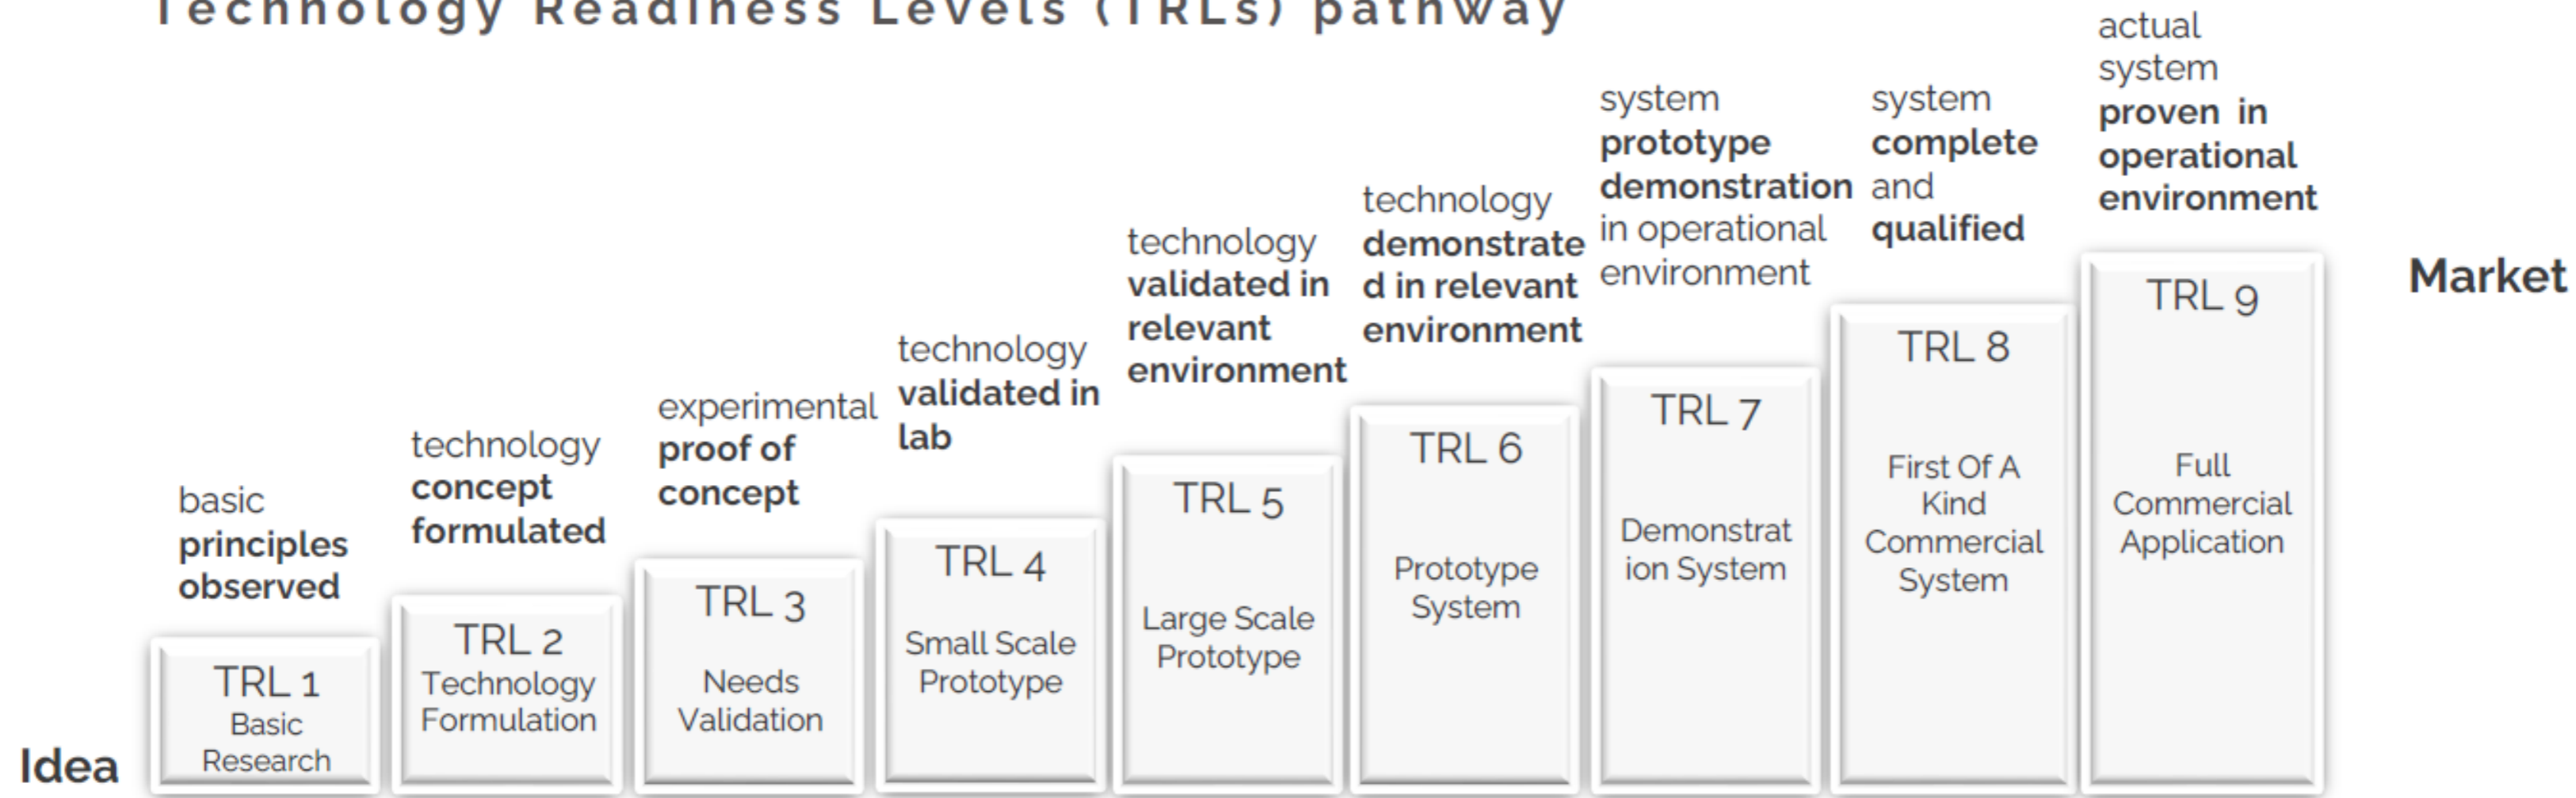 Technology Readiness Levels (TRLs) pathway
Idea
basic
principles
observed
TRL 1
Basic
Research
technology
concept
formulated
TRL 2
Technology
Formulation
experimental
proof of
concept
TRL 3
Needs
Validation
technology
validated in
lab
TRL 4
Small Scale
Prototype
technology
validated in
relevant
environment
TRL 5
Large Scale
Prototype
technology
demonstrate
d in relevant
environment
TRL 6
Prototype
System
system
prototype
demonstration
in operational
environment
TRL 7
Demonstrat
ion System
system
complete
and
qualified
TRL 8
First Of A
Kind
Commercial
System
actual
system
proven in
operational
environment
TRL 9
Full
Commercial
Application
Market